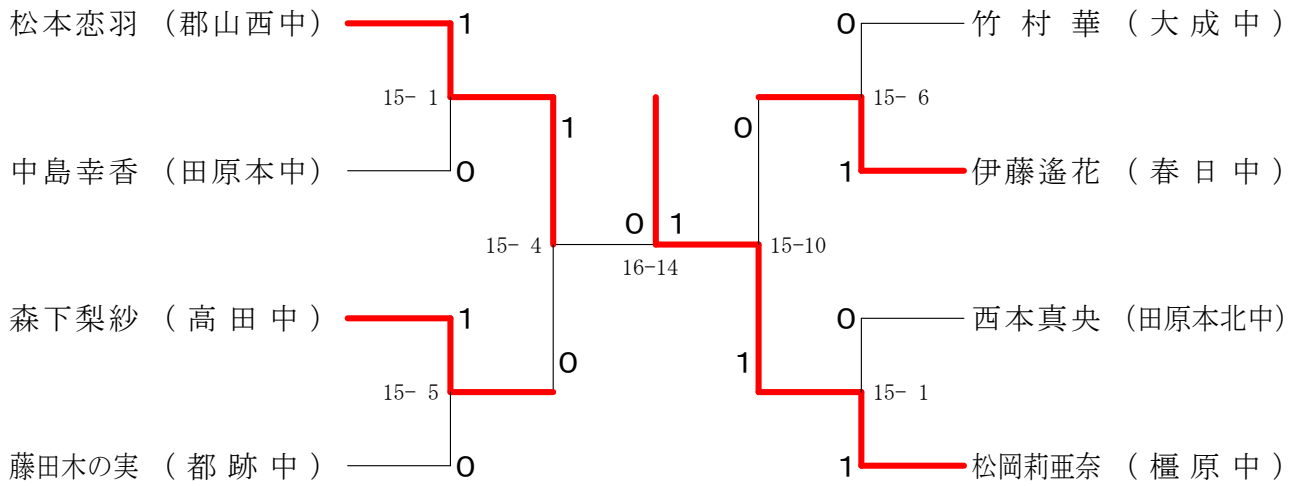 松本恋羽 （郡山西中） 1 0 竹村華 （大成中）
15- 1 15- 6
1 0
中島幸香 （田原本中） 0 1 伊藤遙花 （春日中）
0 1
15- 4 15-10
16-14
森下梨紗 （高田中） 1 0 西本真央 （田原本北中）
0 1
15- 5 15- 1
藤田木の実 （都跡中） 0 1 松岡莉亜奈 （橿原中）